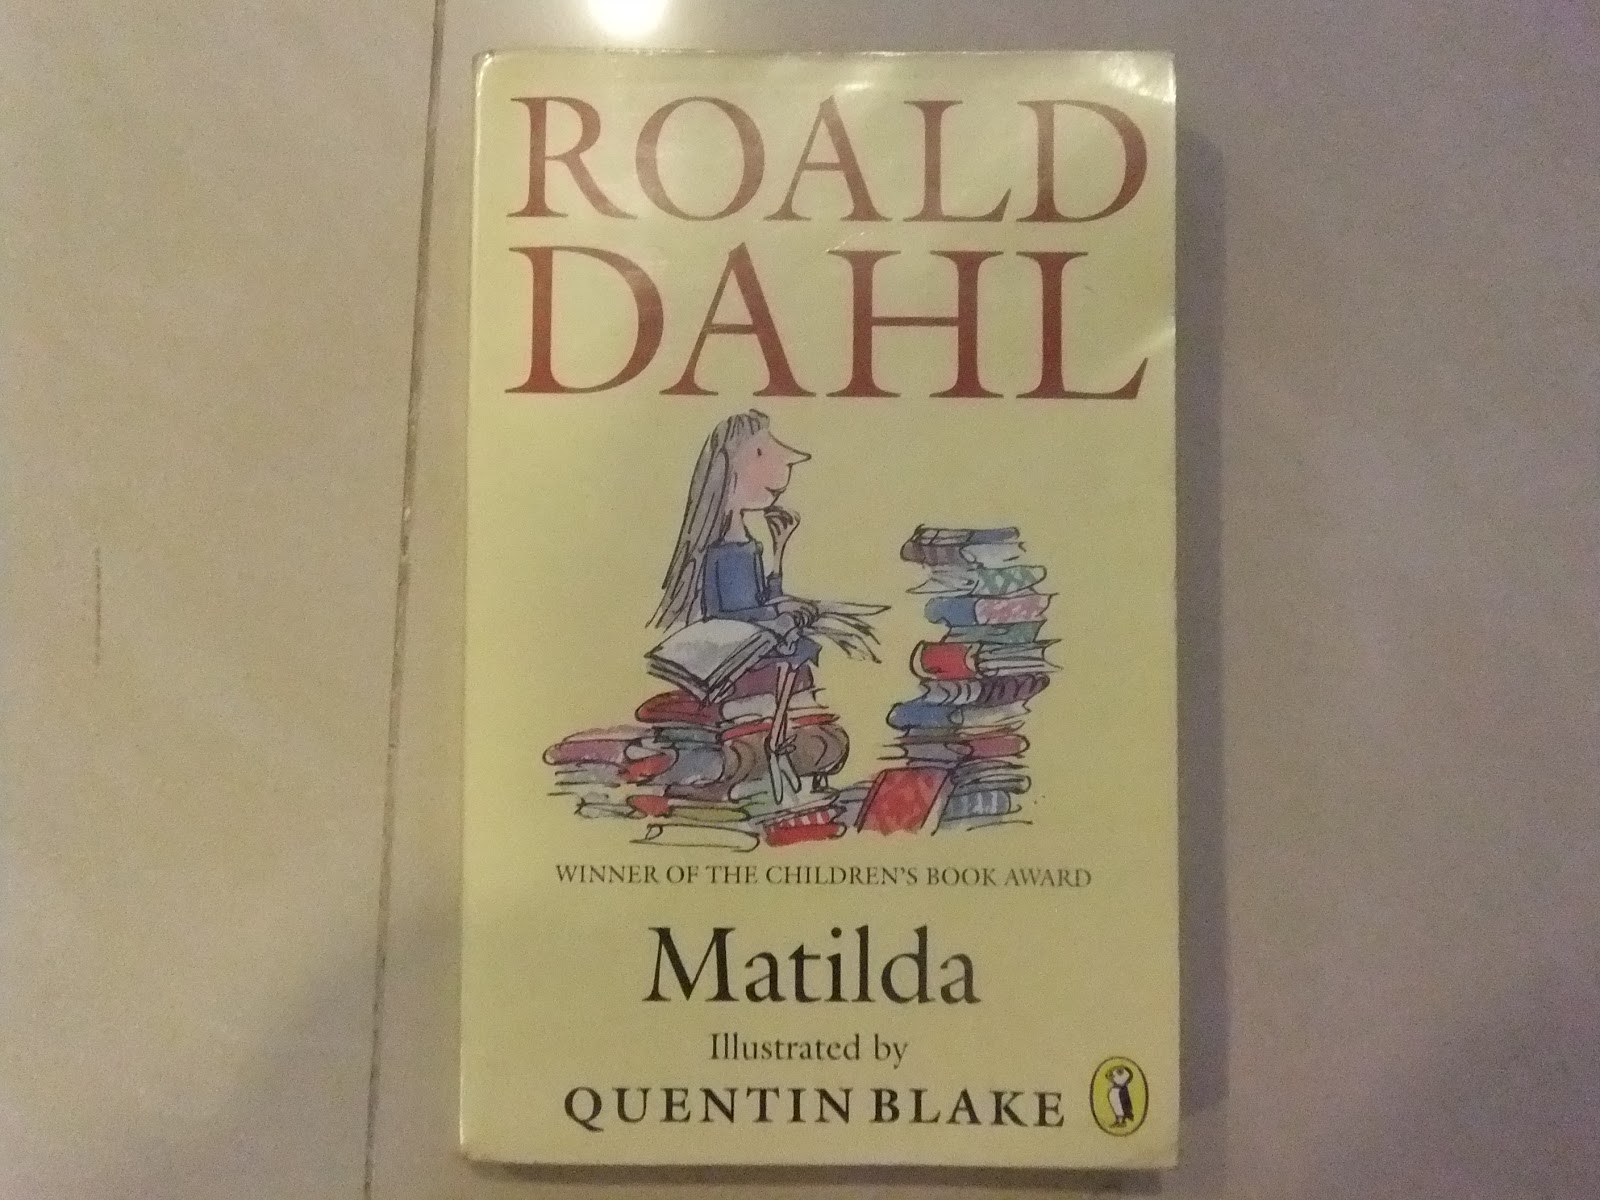 ROALD
DAHL
WINNER OF THE CHILDREN'S BOOK AWARD
Matilda
Illustrated by
QUENTIN BLAKE